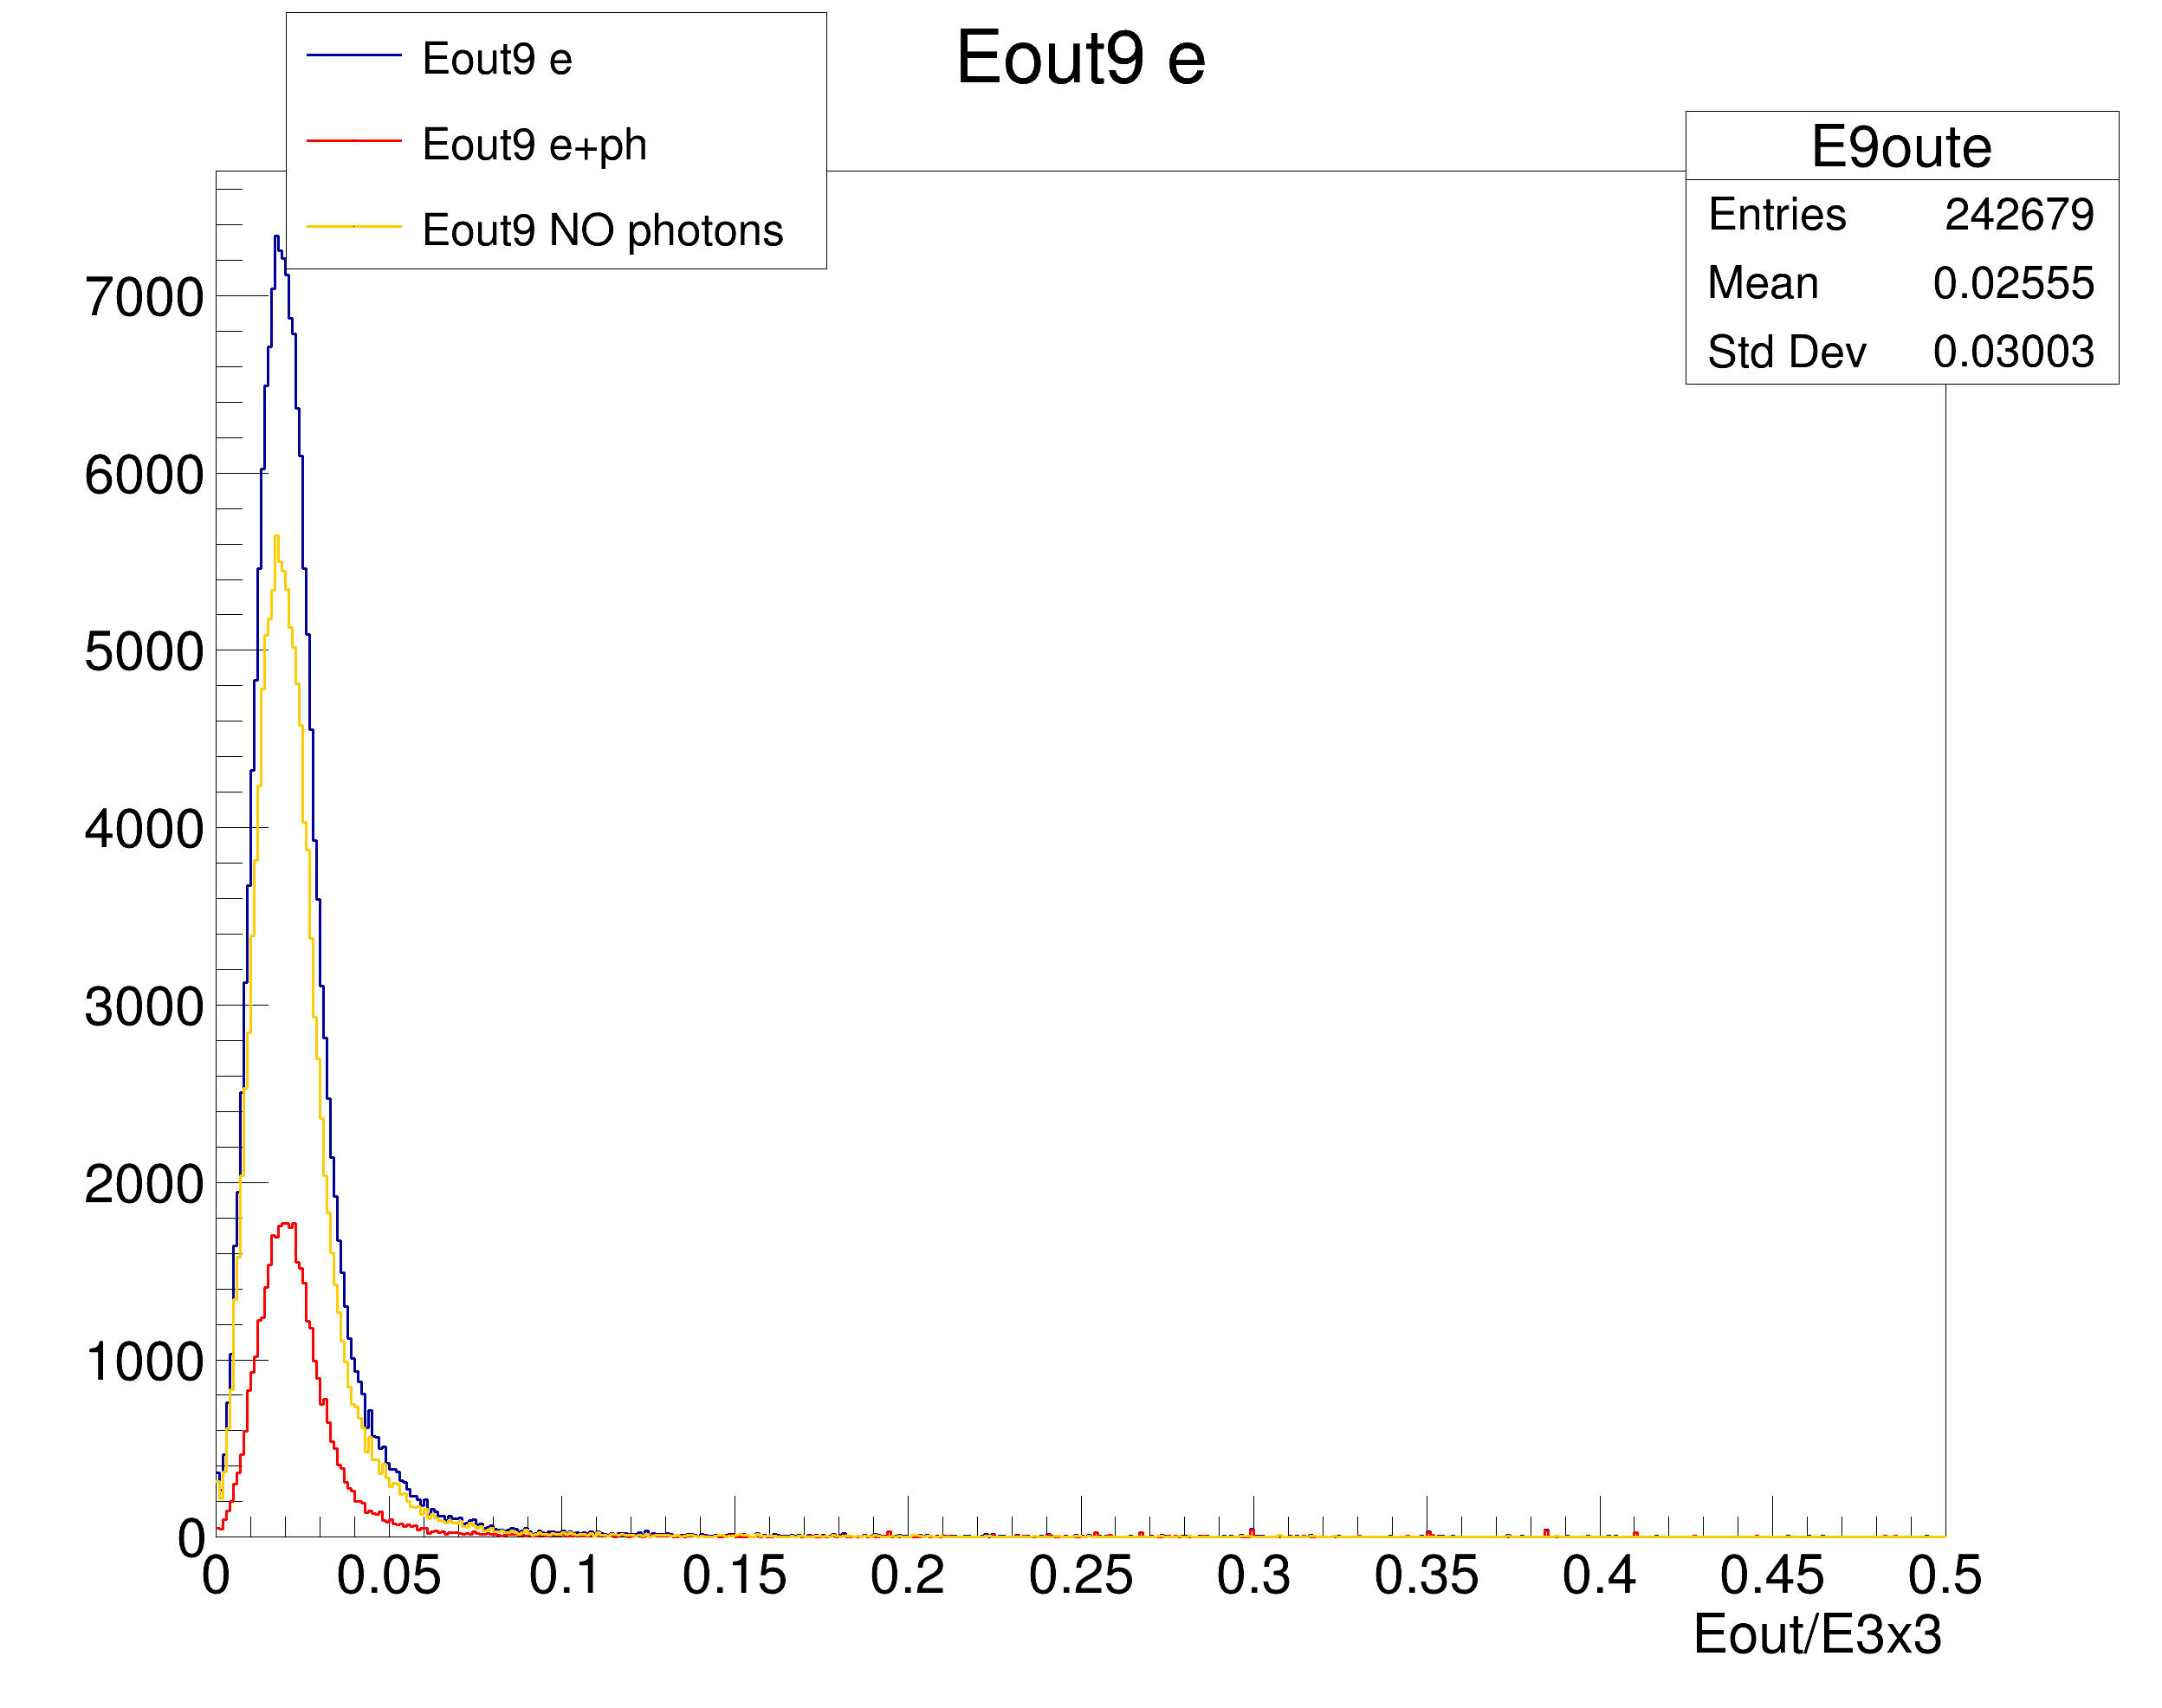 Eout9 e
Eout9 e
Eout9 e+ph
Eout9 NO photons
E9oute
Entries 242679
Mean 0.02555
Std Dev 0.03003
7000
6000
5000
4000
3000
2000
1000
0
0 0.05 0.1 0.15 0.2 0.25 0.3 0.35 0.4 0.45 0.5
Eout/E3x3